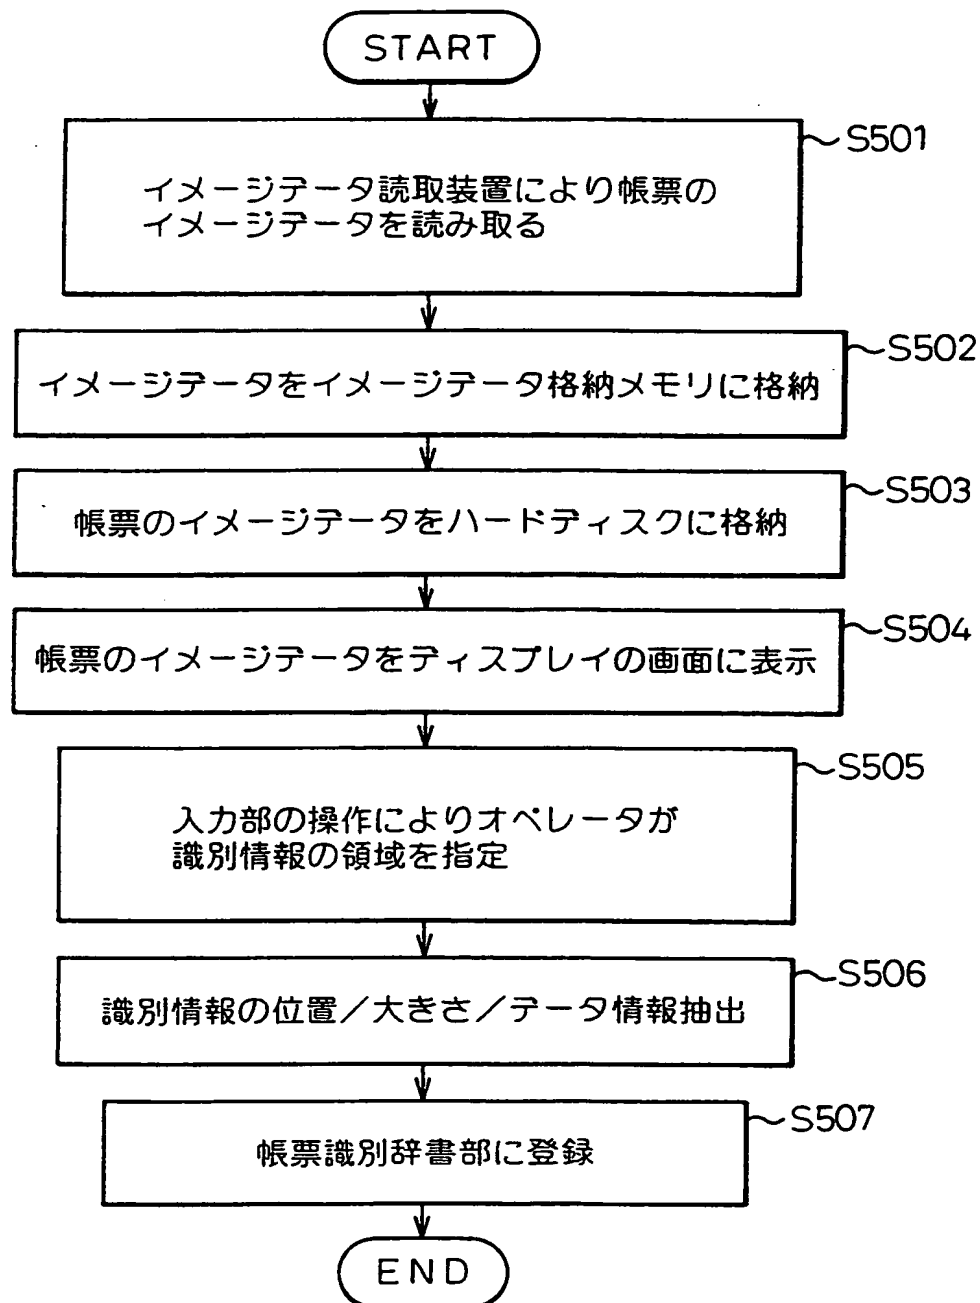 START
S501
イメージデータ読取装置により帳票の
イメージデータを読み取る
S502
イメージデータをイメージデータ格納メモリに格納
S503
帳票のイメージデータをハードディスクに格納
S504
帳票のイメージデータをディスプレイの画面に表示
S505
入力部の操作によりオペレータが
識別情報の領域を指定
S506
識別情報の位置／大きさ／データ情報抽出
S507
帳票識別辞書部に登録
END